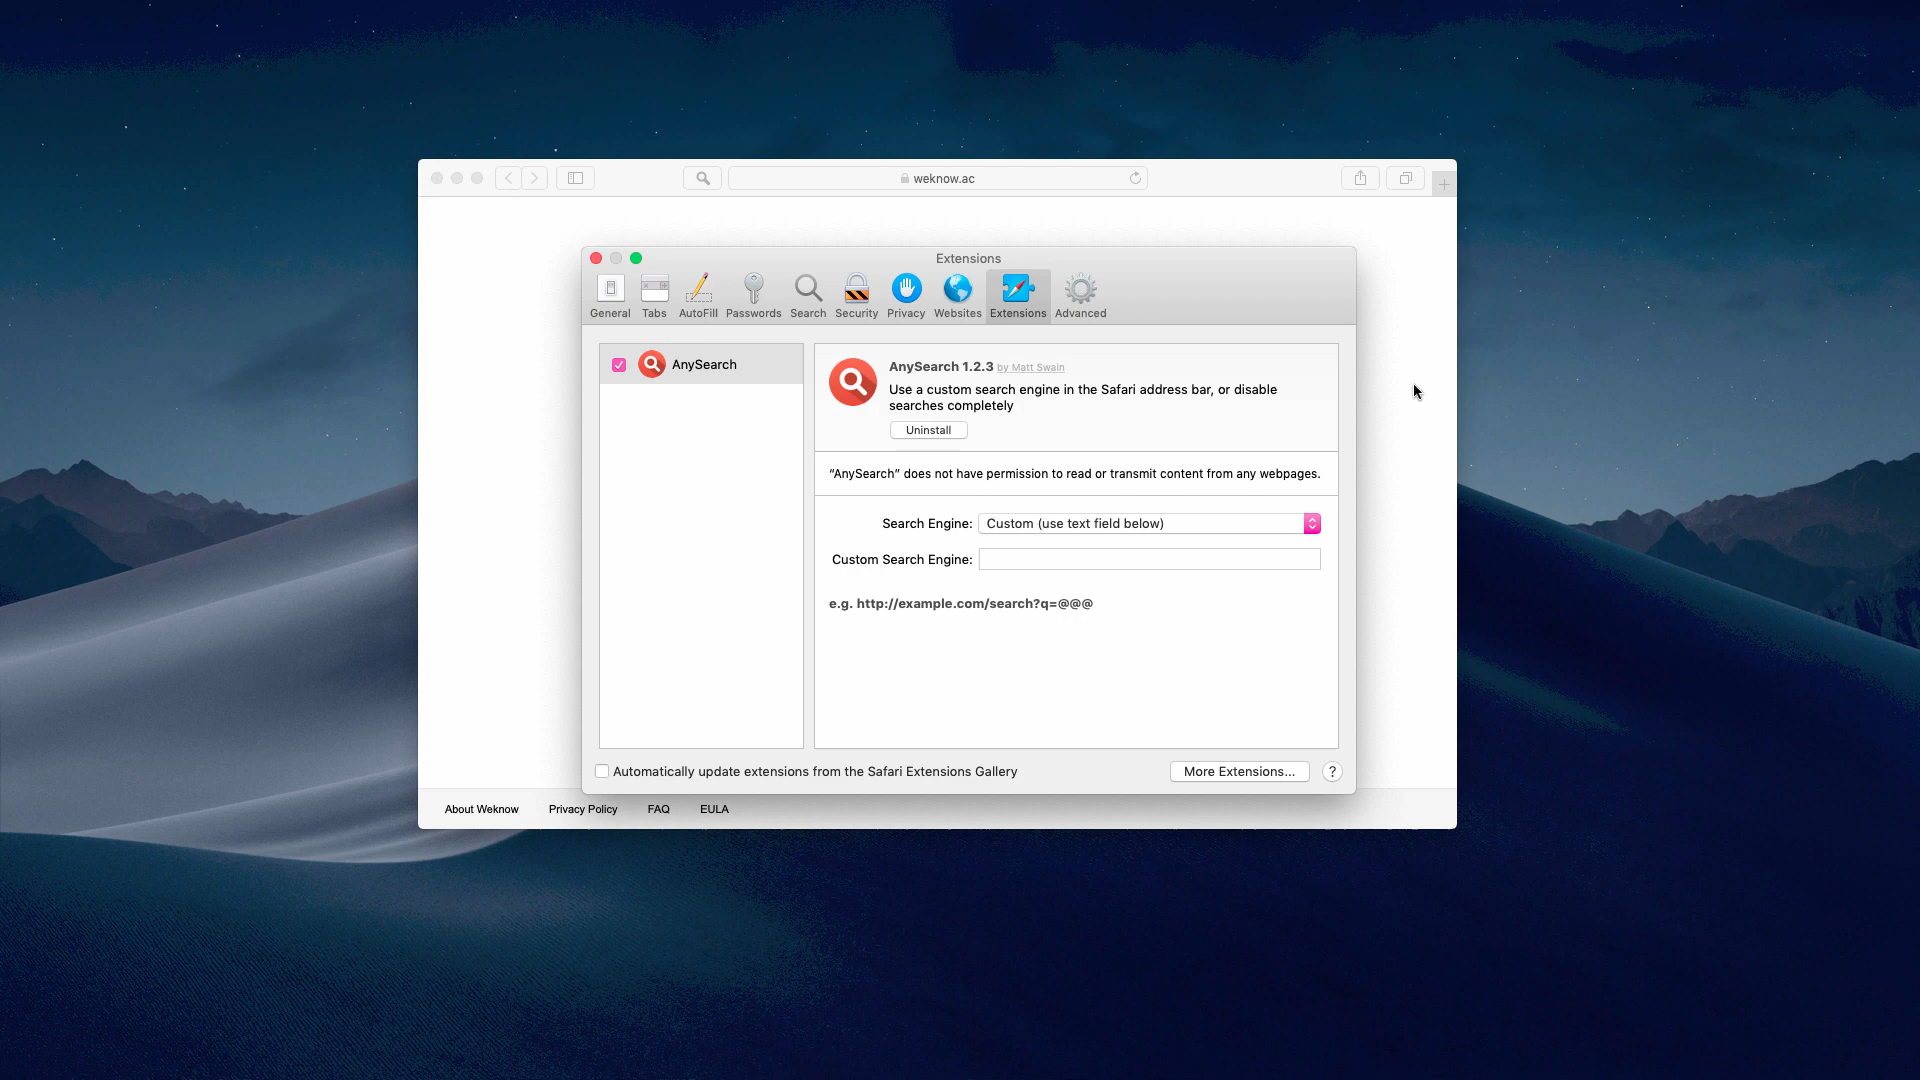 weknow.ac
Extensions
General Tabs AutoFill Passwords Search Security Privacy Websites Extensions Advanced
AnySearch
AnySearch 1.2.3 by Matt Swain
Use a custom search engine in the Safari address bar, or disable
searches completely
Uninstall
“AnySearch” does not have permission to read or transmit content from any webpages.
Search Engine: Custom (use text field below)
Custom Search Engine:
e.g. http://example.com/search?q=@@@
Automatically update extensions from the Safari Extensions Gallery More Extensions... ?
About Weknow Privacy Policy FAQ EULA